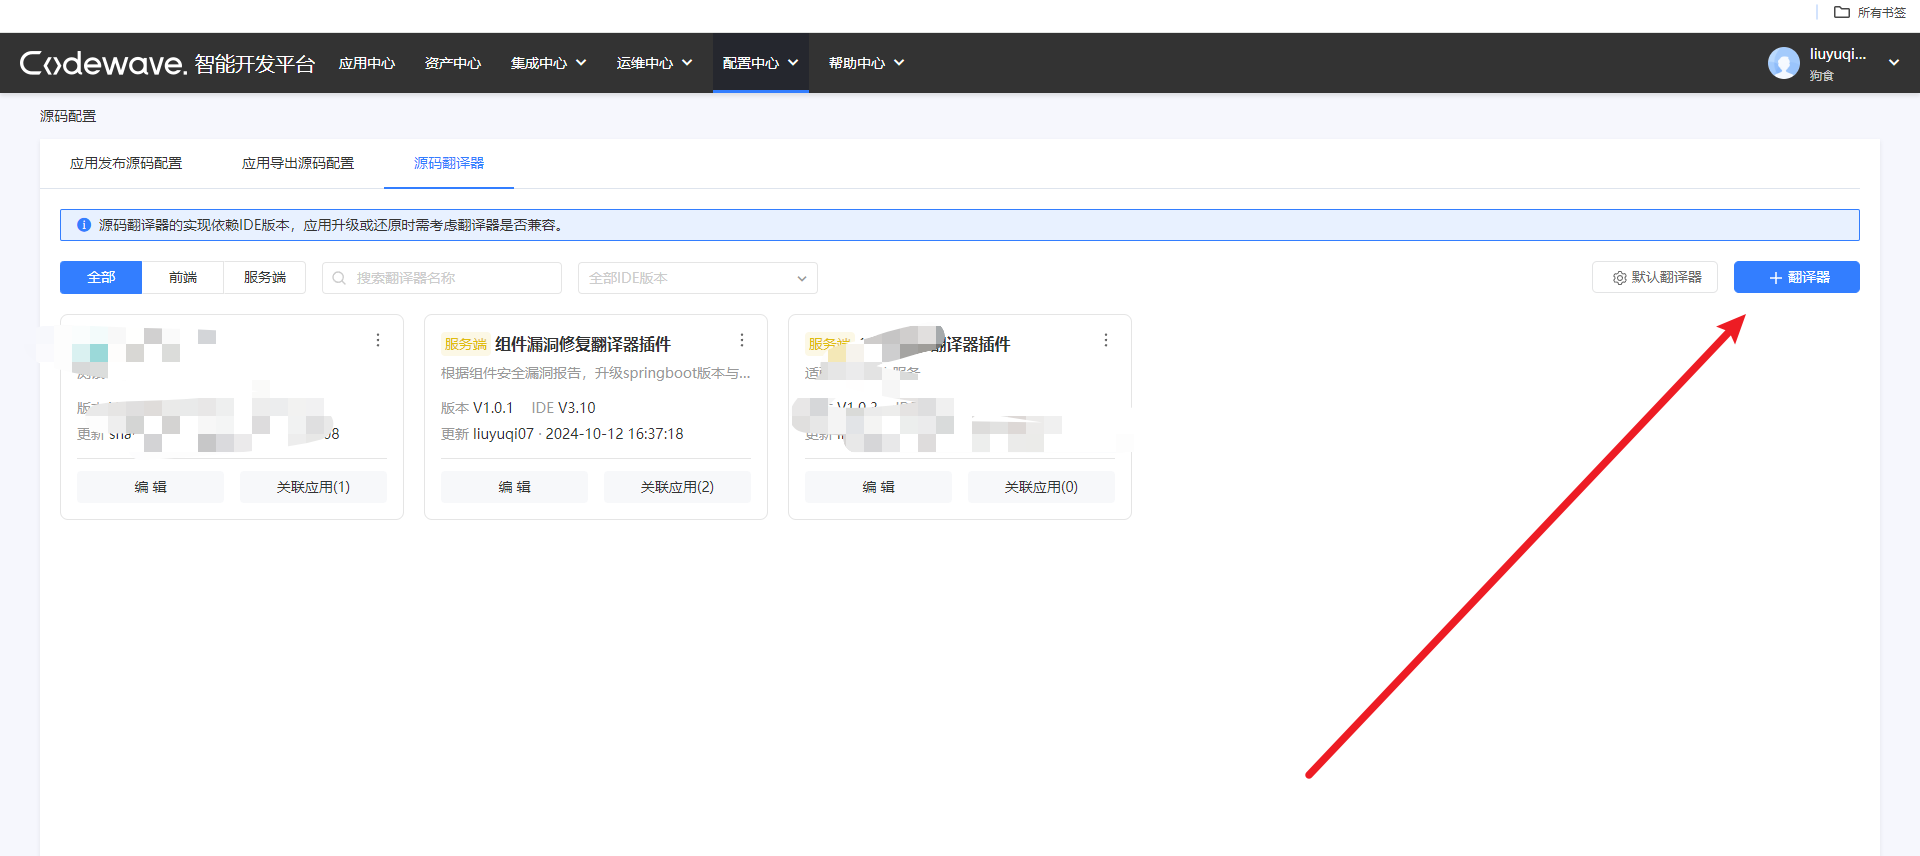 所有书签
Codewave. 智能开发平台 应用中心 资产中心 集成中心 运维中心 配置中心 帮助中心
liuyuqi...
狗食
源码配置
应用发布源码配置 应用导出源码配置 源码翻译器
源码翻译器的实现依赖IDE版本，应用升级或还原时需考虑翻译器是否兼容。
全部 前端 服务端 搜索翻译器名称 全部IDE版本 默认翻译器 + 翻译器
版本
更新
08
编辑 关联应用(1)
服务端 组件漏洞修复翻译器插件
根据组件安全漏洞报告，升级springboot版本与...
版本 V1.0.1 IDE V3.10
更新 liuyuqi07 · 2024-10-12 16:37:18
编辑 关联应用(2)
服务端 翻译器插件
适 服务
更新
编辑 关联应用(0)